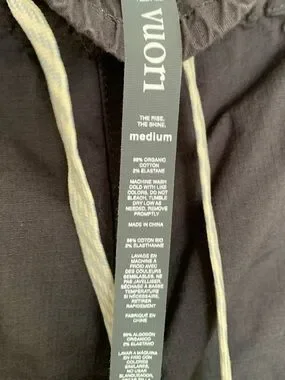 vuori
THE RISE.
THE SHINE.
medium
98% ORGANIC
COTTON
2% ELASTANE
MACHINE WASH
COLD WITH LIKE
COLORS, DO NOT
BLEACH, TUMBLE
DRY LOW AS
NEEDED, REMOVE
PROMPTLY
MADE IN CHINA
98% COTON BIO
2% ÉLASTHANNE
LAVAGE EN
MACHINE À
FROID AVEC
DES COULEURS
SEMBLABLES. NE
PAS JAVELLISER.
SÉCHAGE À BASSE
TEMPÉRATURE
SI NÉCESSAIRE.
RETIRER
RAPIDEMENT
FABRIQUÉ EN
CHINE
98% ALGODÓN
ORGÁNICO
2% ELASTANO
LAVAR A MÁQUINA
EN FRÍO CON
COLORES
SIMILARES.
NO USAR
BLANQUEADOR.